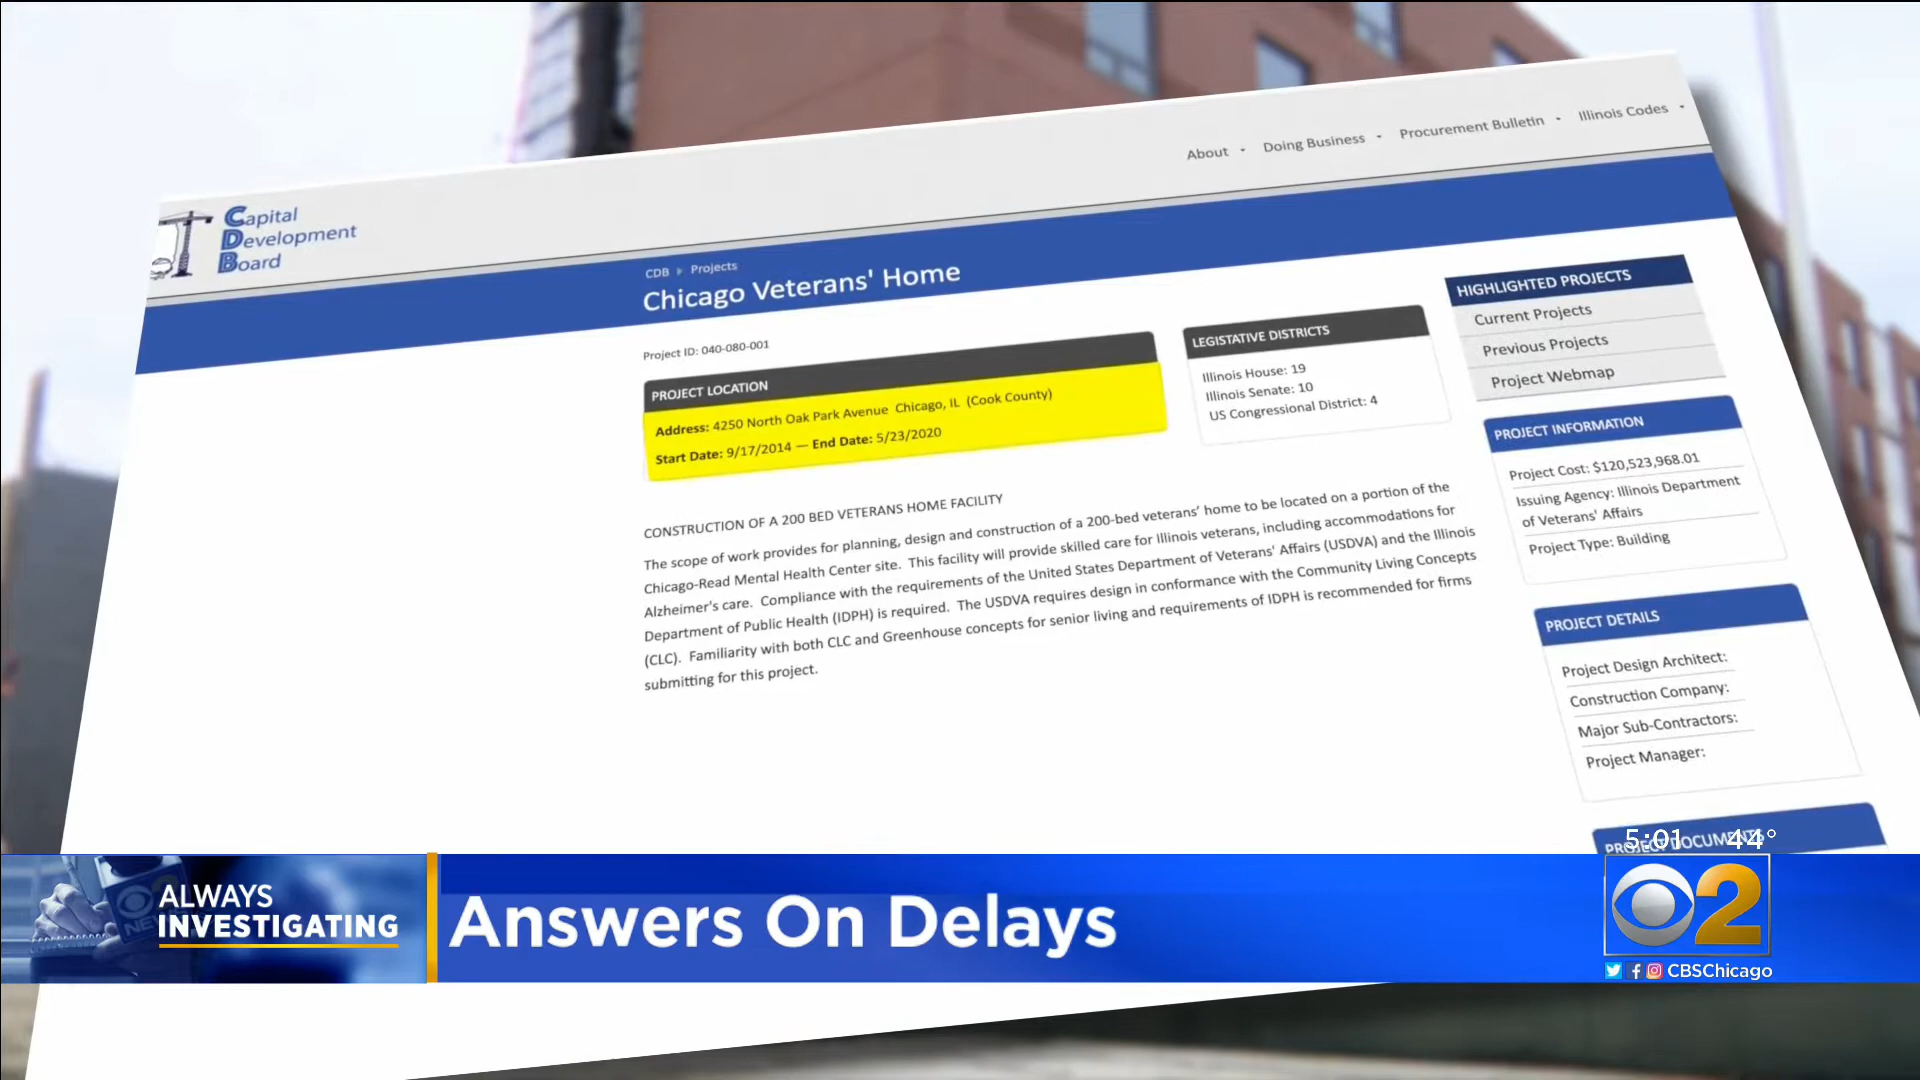 About
Doing Business
Procurement Bulletin
Illinois Codes
Capital
Development
Board
CDB
Projects
Chicago Veterans' Home
Project ID: 040-080-001
PROJECT LOCATION
Address: 4250 North Oak Park Avenue Chicago, IL (Cook County)
Start Date: 9/17/2014 — End Date: 5/23/2020
LEGISTATIVE DISTRICTS
Illinois House: 19
Illinois Senate: 10
US Congressional District: 4
CONSTRUCTION OF A 200 BED VETERANS HOME FACILITY
The scope of work provides for planning, design and construction of a 200-bed veterans' home to be located on a portion of the
Chicago-Read Mental Health Center site. This facility will provide skilled care for Illinois veterans, including accommodations for
Alzheimer's care. Compliance with the requirements of the United States Department of Veterans' Affairs (USDVA) and the Illinois
Department of Public Health (IDPH) is required. The USDVA requires design in conformance with the Community Living Concepts
(CLC). Familiarity with both CLC and Greenhouse concepts for senior living and requirements of IDPH is recommended for firms
submitting for this project.
HIGHLIGHTED PROJECTS
Current Projects
Previous Projects
Project Webmap
PROJECT INFORMATION
Project Cost: $120,523,968.01
Issuing Agency: Illinois Department
of Veterans' Affairs
Project Type: Building
PROJECT DETAILS
Project Design Architect:
Construction Company:
Major Sub-Contractors:
Project Manager:
PROJECT DOCUMENTS
5:01 44°
ALWAYS
INVESTIGATING
Answers On Delays
2
CBSChicago